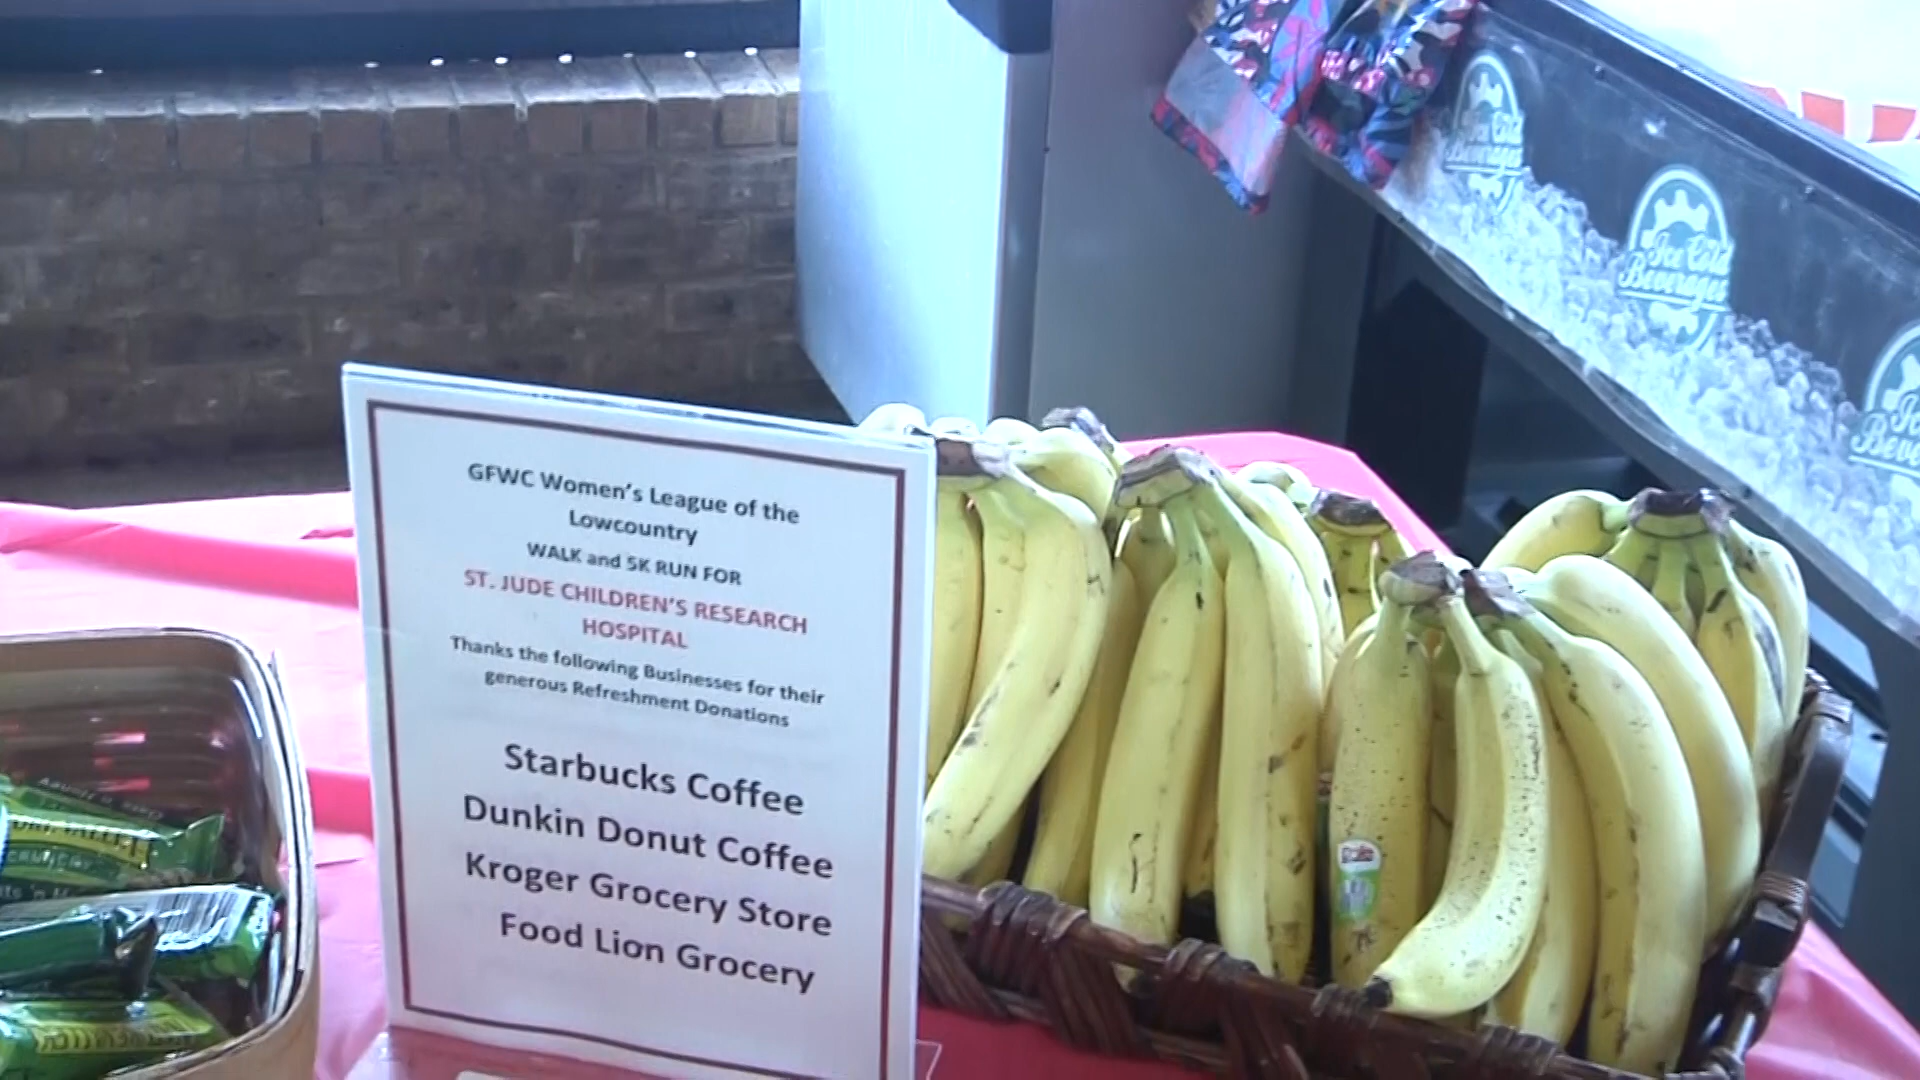 GFWC Women's League of the
Lowcountry
WALK and 5K RUN FOR
ST. JUDE CHILDREN'S RESEARCH
HOSPITAL
Thanks the following Businesses for their
generous Refreshment Donations
Starbucks Coffee
Dunkin Donut Coffee
Kroger Grocery Store
Food Lion Grocery
Ice Cold
Beverages
Ice Cold
Beverages
CRUNCHY